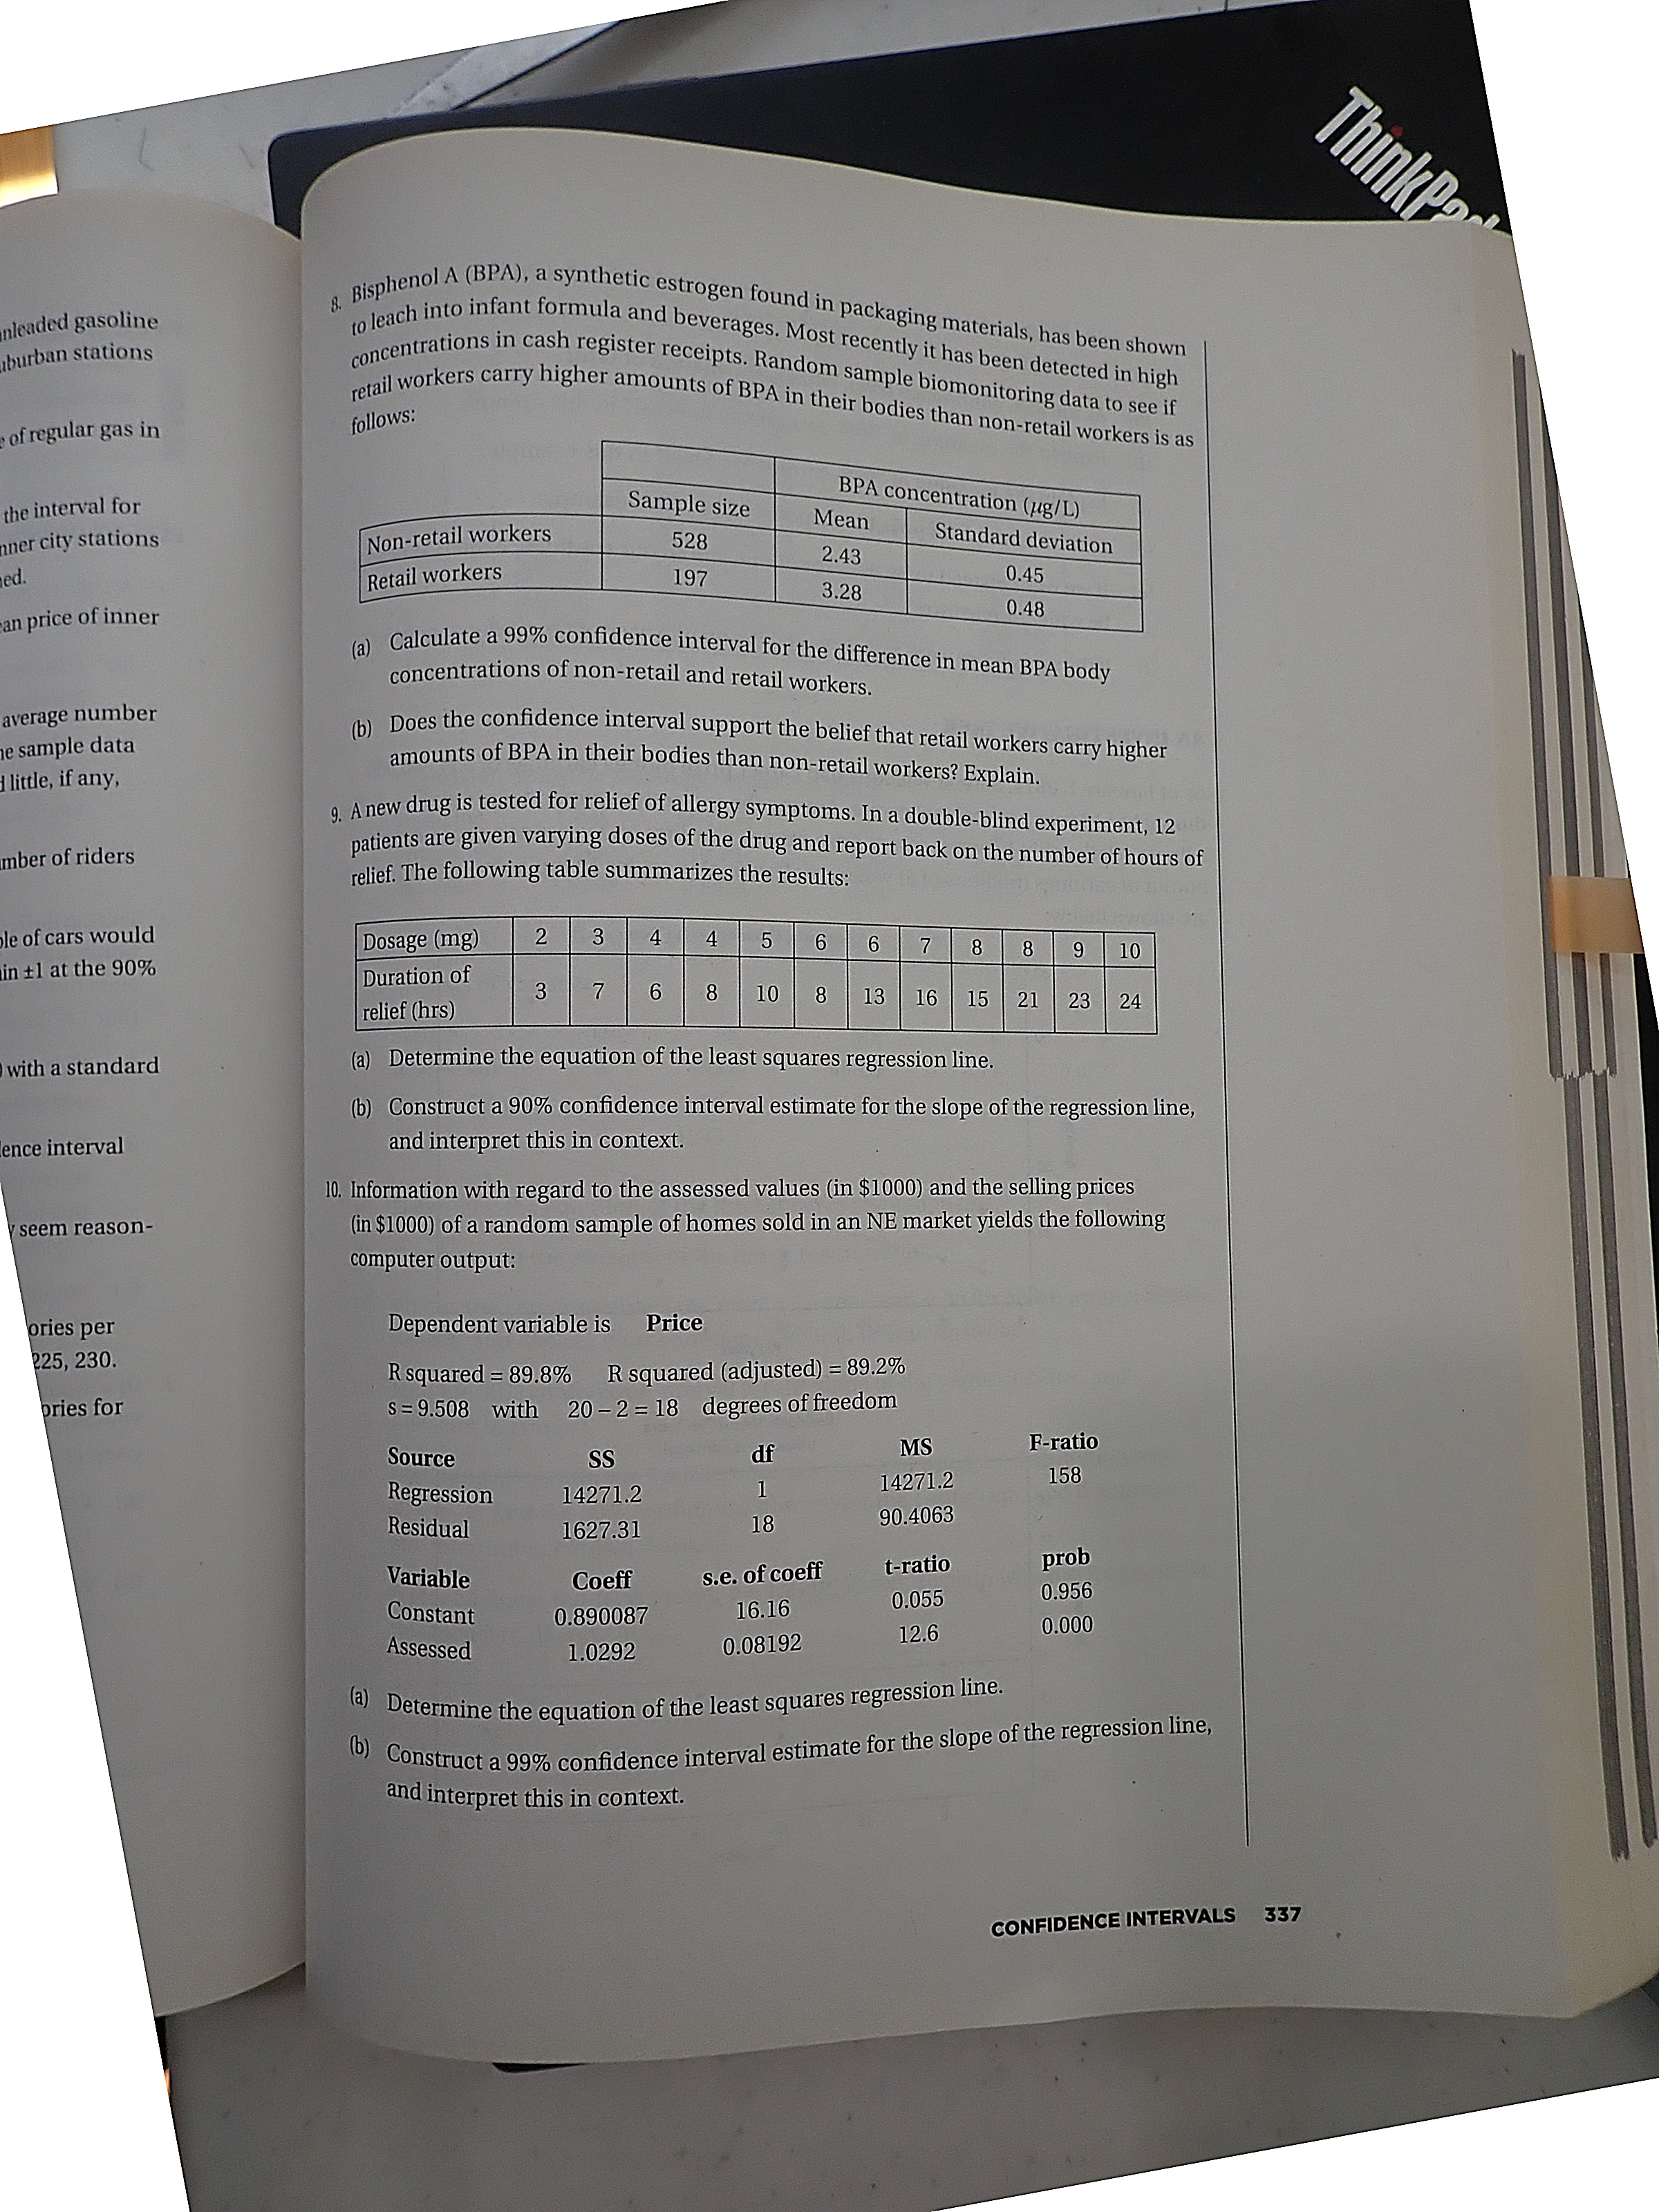 ThinkPad
nleaded gasoline
uburban stations
e of regular gas in
the interval for
nner city stations
ned.
ean price of inner
average number
ne sample data
d little, if any,
umber of riders
ple of cars would
in ±1 at the 90%
) with a standard
dence interval
y seem reason-
ories per
225, 230.
ories for
8. Bisphenol A (BPA), a synthetic estrogen found in packaging materials, has been shown
to leach into infant formula and beverages. Most recently it has been detected in high
concentrations in cash register receipts. Random sample biomonitoring data to see if
retail workers carry higher amounts of BPA in their bodies than non-retail workers is as
follows:
BPA concentration (μg/L)
Sample size Mean Standard deviation
Non-retail workers 528 2.43 0.45
Retail workers 197 3.28 0.48
(a) Calculate a 99% confidence interval for the difference in mean BPA body
concentrations of non-retail and retail workers.
(b) Does the confidence interval support the belief that retail workers carry higher
amounts of BPA in their bodies than non-retail workers? Explain.
9. A new drug is tested for relief of allergy symptoms. In a double-blind experiment, 12
patients are given varying doses of the drug and report back on the number of hours of
relief. The following table summarizes the results:
Dosage (mg) 2 3 4 4 5 6 6 7 8 8 9 10
Duration of
relief (hrs) 3 7 6 8 10 8 13 16 15 21 23 24
(a) Determine the equation of the least squares regression line.
(b) Construct a 90% confidence interval estimate for the slope of the regression line,
and interpret this in context.
10. Information with regard to the assessed values (in $1000) and the selling prices
(in $1000) of a random sample of homes sold in an NE market yields the following
computer output:
Dependent variable is Price
R squared = 89.8% R squared (adjusted) = 89.2%
s = 9.508 with 20 – 2 = 18 degrees of freedom
Source SS df MS F-ratio
Regression 14271.2 1 14271.2 158
Residual 1627.31 18 90.4063
Variable Coeff s.e. of coeff t-ratio prob
Constant 0.890087 16.16 0.055 0.956
Assessed 1.0292 0.08192 12.6 0.000
(a) Determine the equation of the least squares regression line.
(b) Construct a 99% confidence interval estimate for the slope of the regression line,
and interpret this in context.
CONFIDENCE INTERVALS 337